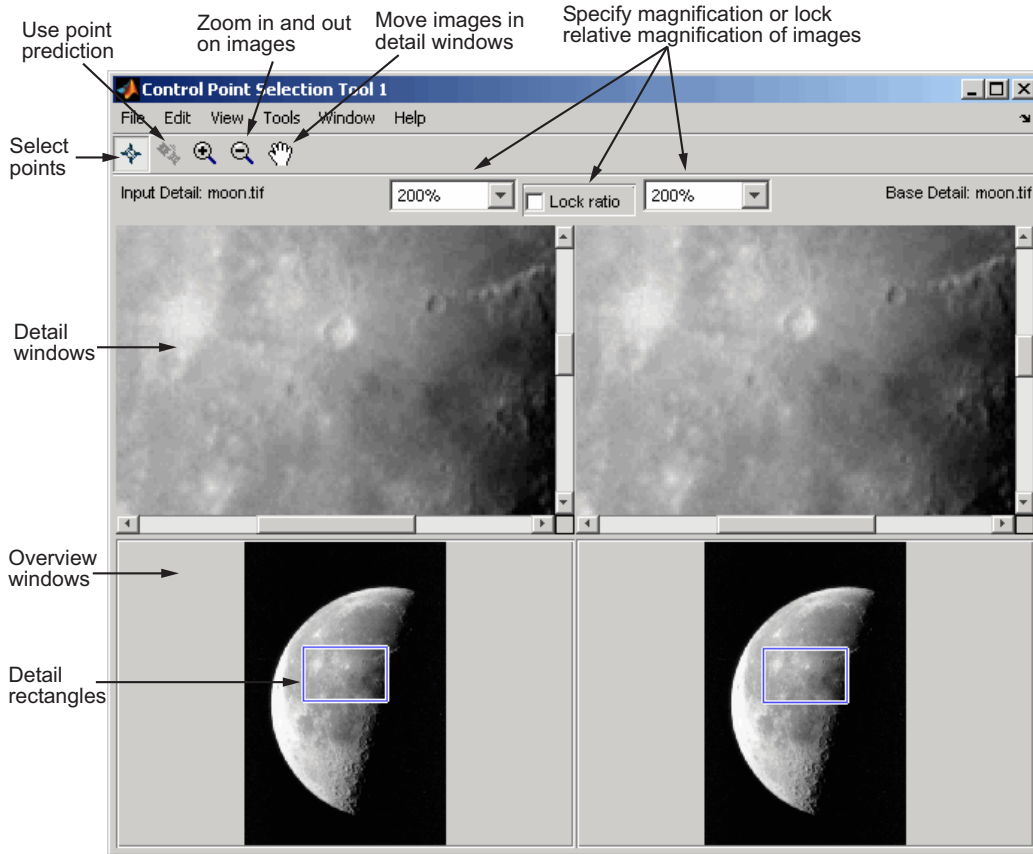 Use point
prediction
Zoom in and out
on images
Move images in
detail windows
Specify magnification or lock
relative magnification of images
Control Point Selection Tool 1
File Edit View Tools Window Help
Select
points
Input Detail: moon.tif 200% Lock ratio 200% Base Detail: moon.tif
Detail
windows
Overview
windows
Detail
rectangles